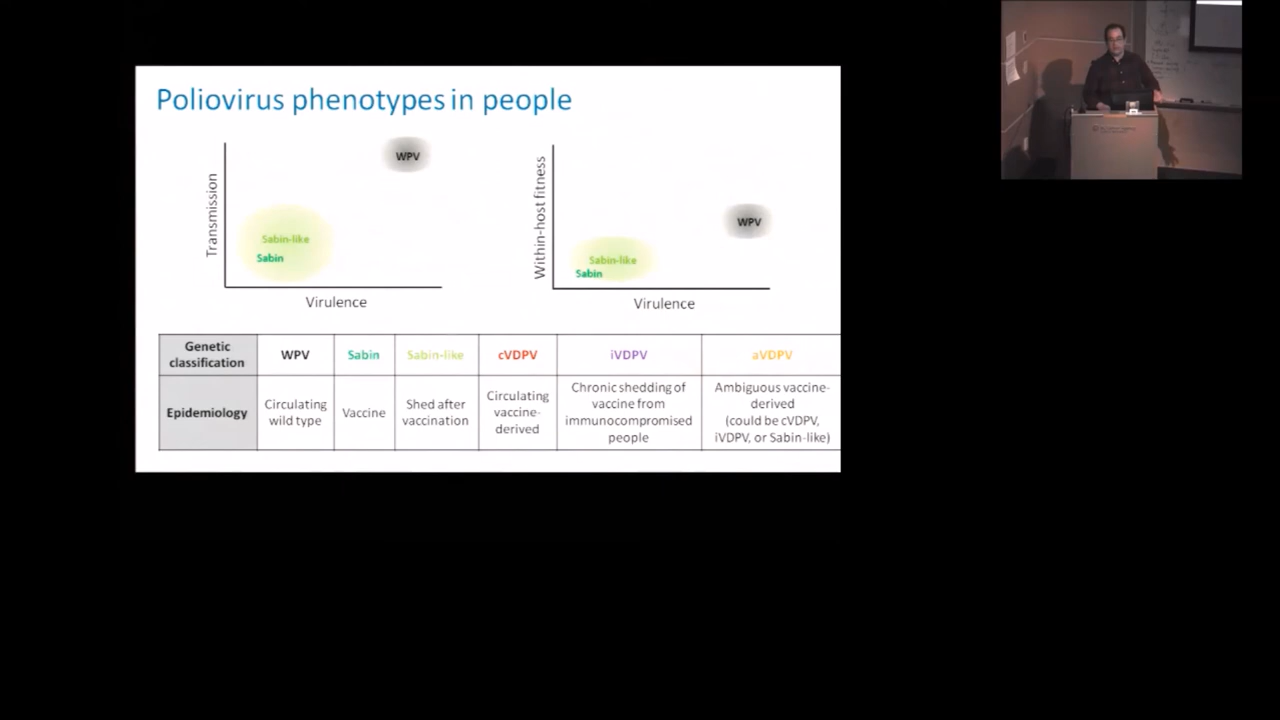 Poliovirus phenotypes in people
Transmission
WPV
Sabin-like
Sabin
Virulence
Within-host fitness
WPV
Sabin-like
Sabin
Virulence
Genetic
classification
WPV
Sabin
Sabin-like
cVDPV
iVDPV
aVDPV
Epidemiology
Circulating
wild type
Vaccine
Shed after
vaccination
Circulating
vaccine-
derived
Chronic shedding of
vaccine from
immunocompromised
people
Ambiguous vaccine-
derived
(could be cVDPV,
iVDPV, or Sabin-like)